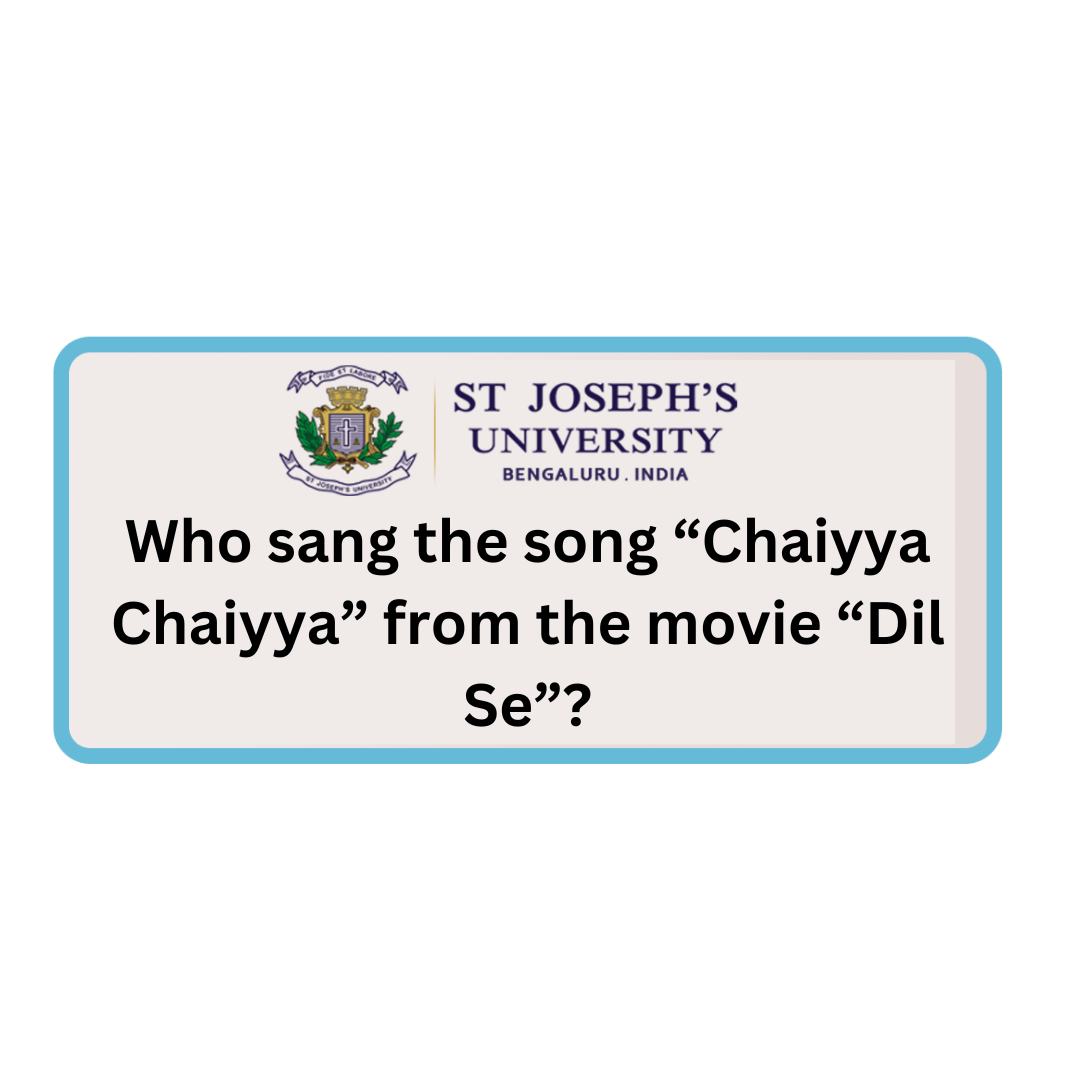 FIDE ET LABORE
ST JOSEPH'S UNIVERSITY
ST JOSEPH'S
UNIVERSITY
BENGALURU . INDIA
Who sang the song “Chaiyya
Chaiyya” from the movie “Dil
Se”?